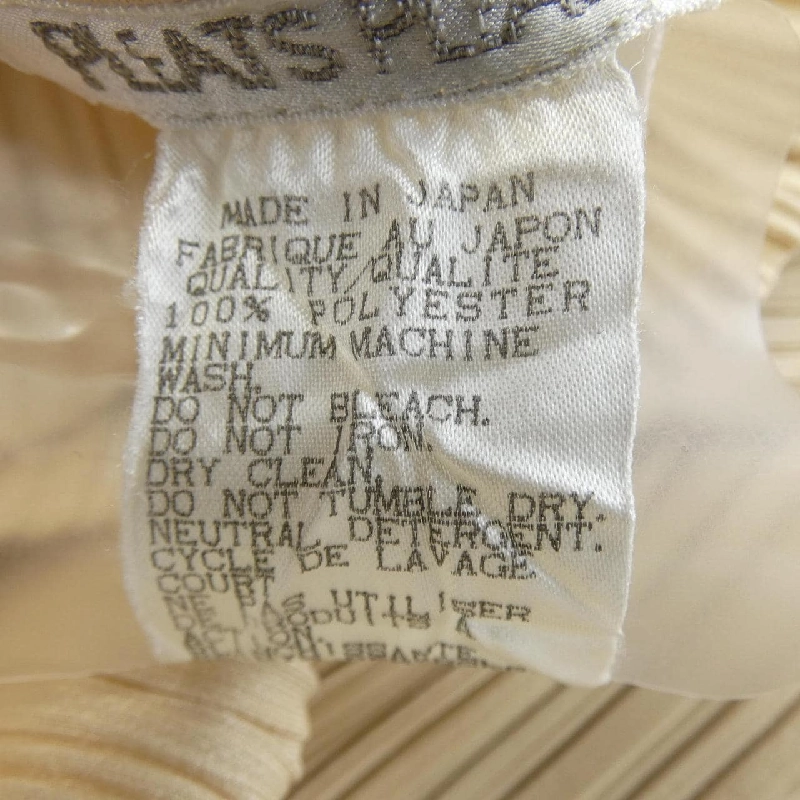 PLEATS
MADE IN JAPAN
FABRIQUE AU JAPON
QUALITY/QUALITE
100% POLYESTER
MINIMUM MACHINE
WASH.
DO NOT BLEACH.
DO NOT IRON.
DRY CLEAN.
DO NOT TUMBLE DRY.
NEUTRAL DETERGENT.
CYCLE DE LAVAGE
COURT
NE PAS UTILISER